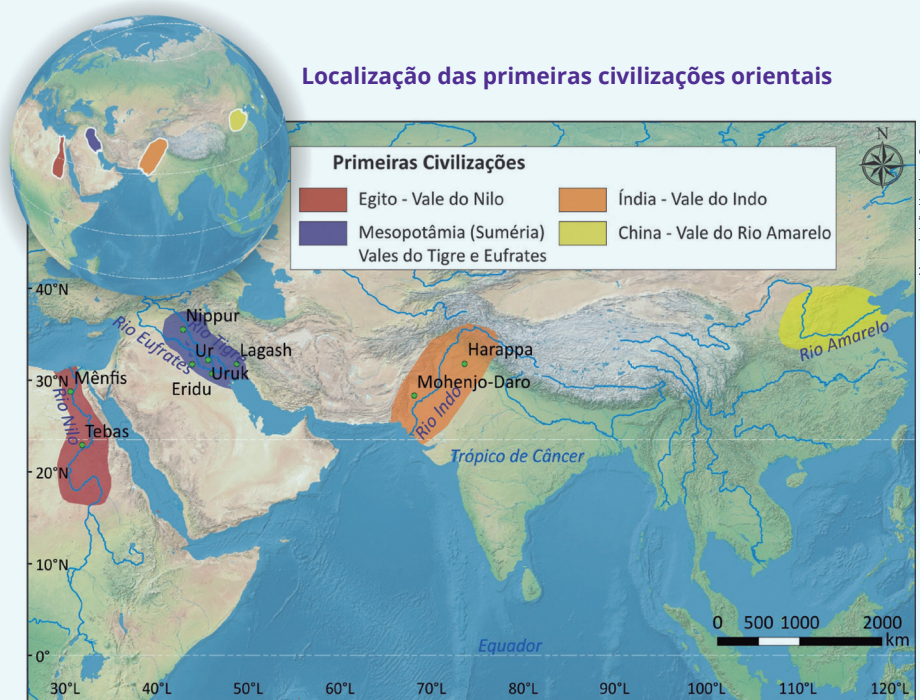 Localização das primeiras civilizações orientais
N
Primeiras Civilizações
Egito - Vale do Nilo
Índia - Vale do Indo
Mesopotâmia (Suméria)
Vales do Tigre e Eufrates
China - Vale do Rio Amarelo
40°N
Nippur
Rio Eufrates
Rio Tigre
Ur
Lagash
Uruk
Eridu
Harappa
Mohenjo-Daro
Rio Indo
Rio Amarelo
30°N
Mênfis
Rio Nilo
Tebas
Trópico de Câncer
20°N
10°N
0 500 1000 2000
km
Equador
0°
30°L 40°L 50°L 60°L 70°L 80°L 90°L 100°L 110°L 120°L